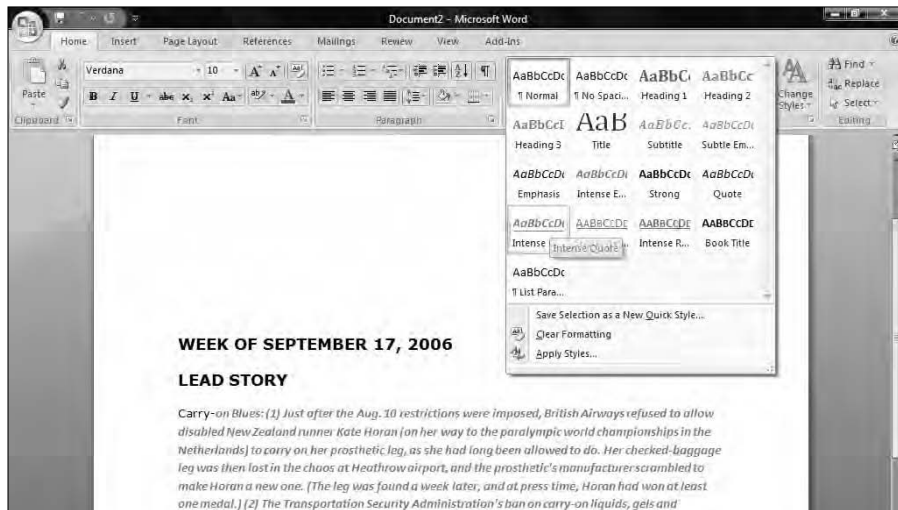 Document2 - Microsoft Word
Home Insert Page Layout References Mailings Review View Add-Ins
Paste
Verdana 10
B I U abc x₂ x² Aa ab A
Clipboard Font Paragraph
AaBbCcDc AaBbCcDc AaBbC AaBbCc
¶ Normal ¶ No Spaci... Heading 1 Heading 2
AaBbCcI AaB AaBbCc. AaBbCcDt
Heading 3 Title Subtitle Subtle Em...
AaBbCcDt AaBbCcDt AaBbCcDc AaBbCcDt
Emphasis Intense E... Strong Quote
AaBbCcDt AABBCCDE AABBCCDE AABBCCDE
Intense Intense Quote ... Intense R... Book Title
AaBbCcDc
¶ List Para...
Save Selection as a New Quick Style...
Clear Formatting
Apply Styles...
Change Styles
Find
Replace
Select
Editing
WEEK OF SEPTEMBER 17, 2006
LEAD STORY
Carry-on Blues: (1) Just after the Aug. 10 restrictions were imposed, British Airways refused to allow
disabled New Zealand runner Kate Horan (on her way to the paralympic world championships in the
Netherlands) to carry on her prosthetic leg, as she had long been allowed to do. Her checked-baggage
leg was then lost in the chaos at Heathrow airport, and the prosthetic's manufacturer scrambled to
make Horan a new one. (The leg was found a week later, and at press time, Horan had won at least
one medal.) (2) The Transportation Security Administration's ban on carry-on liquids, gels and